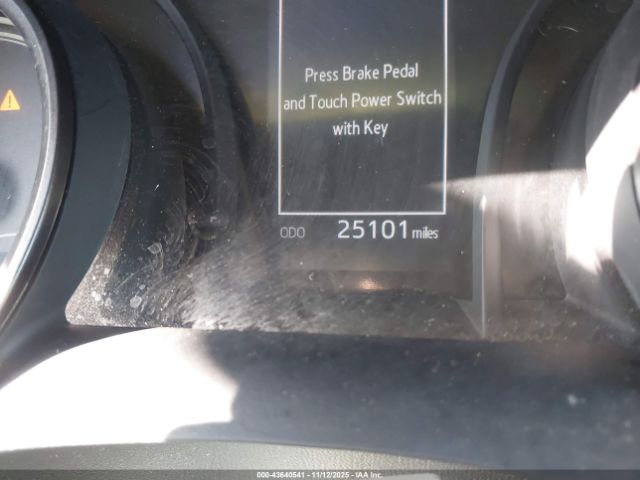 Press Brake Pedal
and Touch Power Switch
with Key
ODO 25101 miles
000-43640541 - 11/12/2025 - IAA Inc.